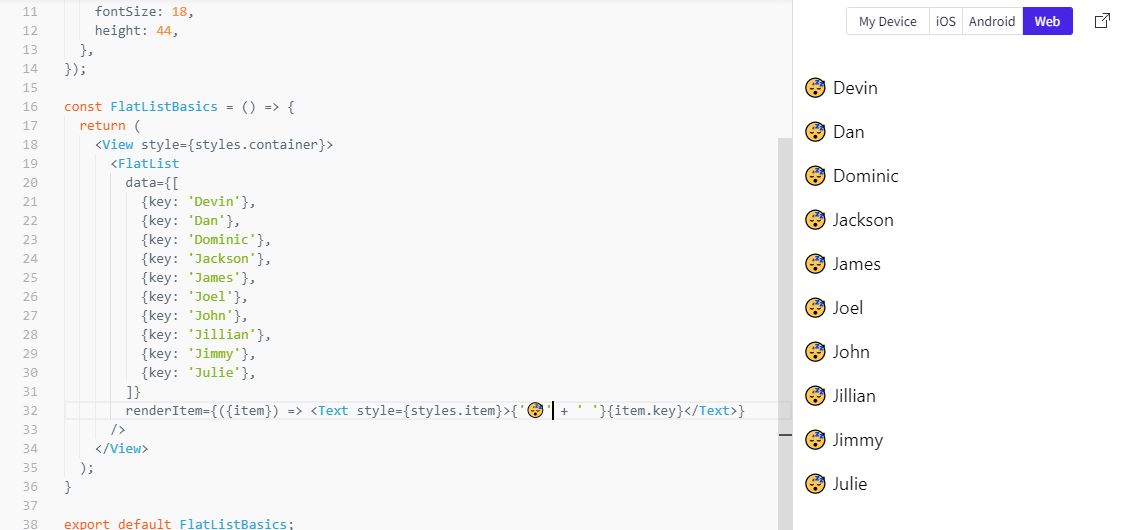 11 fontSize: 18,
12 height: 44,
13 },
14 });
15
16 const FlatListBasics = () => {
17 return (
18 <View style={styles.container}>
19 <FlatList
20 data={[
21 {key: 'Devin'},
22 {key: 'Dan'},
23 {key: 'Dominic'},
24 {key: 'Jackson'},
25 {key: 'James'},
26 {key: 'Joel'},
27 {key: 'John'},
28 {key: 'Jillian'},
29 {key: 'Jimmy'},
30 {key: 'Julie'},
31 ]}
32 renderItem={({item}) => <Text style={styles.item}>{'😴' + ' '}{item.key}</Text>}
33 />
34 </View>
35 );
36 }
37
38 export default FlatListBasics;
My Device iOS Android Web
😴 Devin
😴 Dan
😴 Dominic
😴 Jackson
😴 James
😴 Joel
😴 John
😴 Jillian
😴 Jimmy
😴 Julie